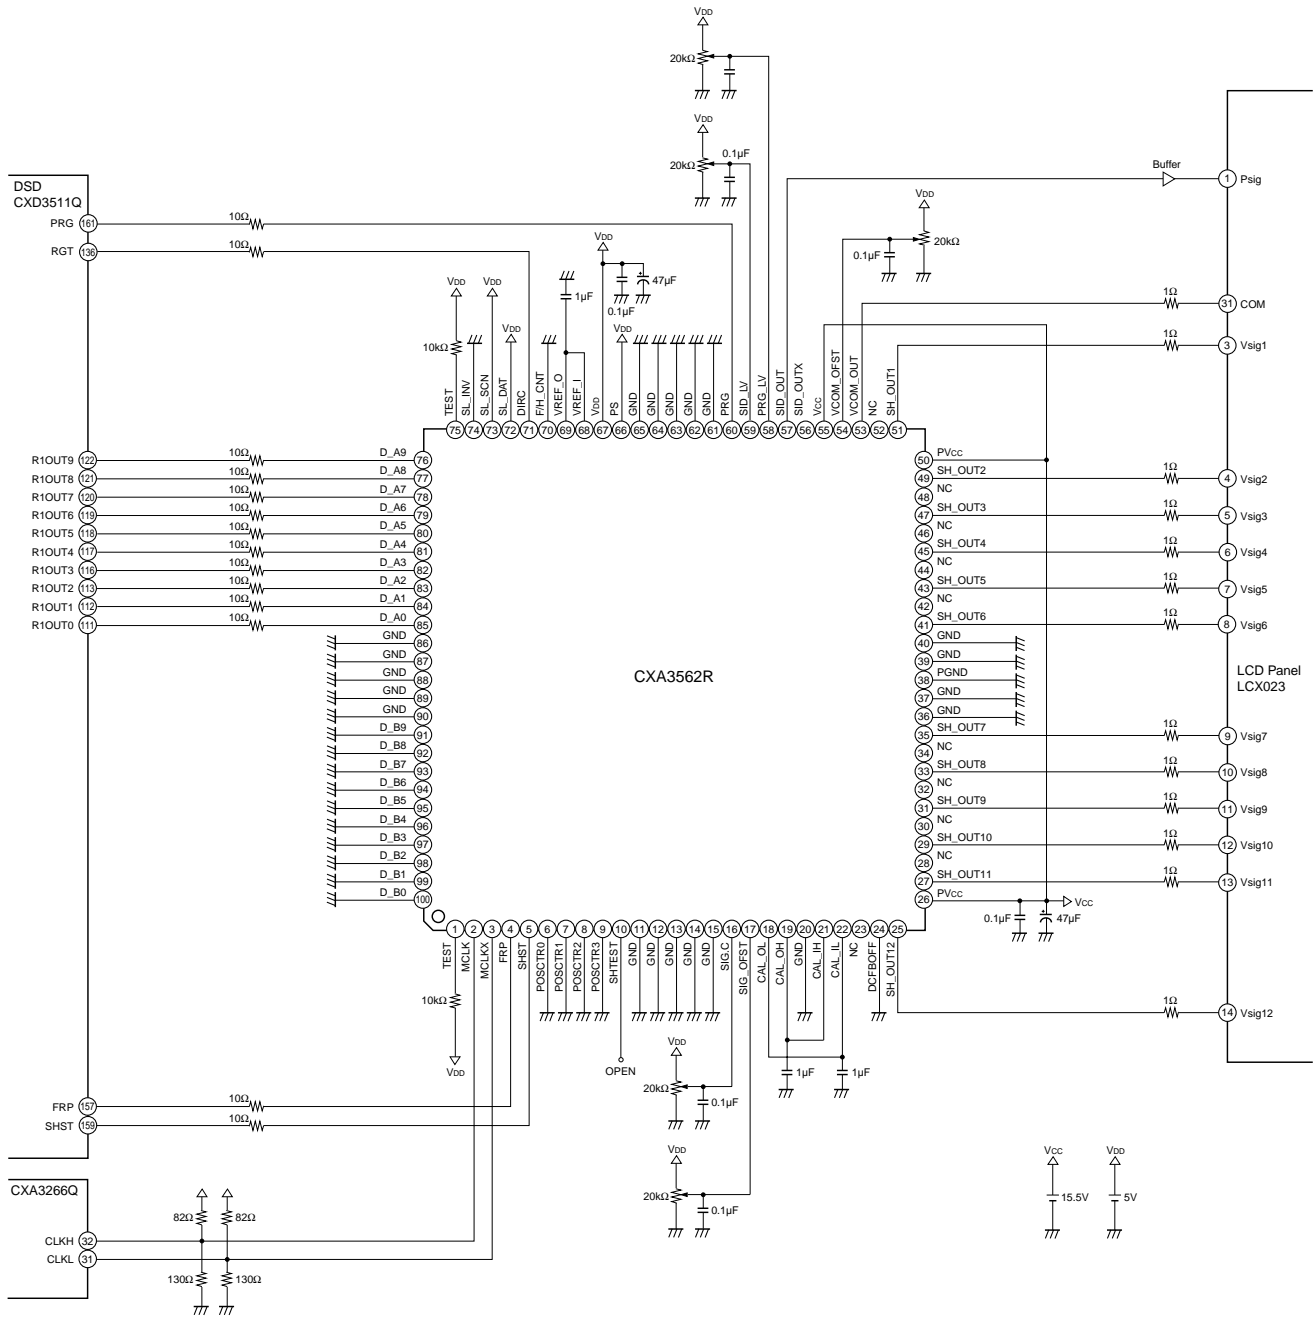 VDD
20kΩ
VDD
20kΩ
0.1µF
Buffer
1 Psig
DSD
CXD3511Q
PRG 161
10Ω
RGT 136
10Ω
VDD
20kΩ
0.1µF
VDD
10kΩ
VDD
VDD
1µF
VDD
0.1µF
47µF
VDD
1Ω
31 COM
1Ω
3 Vsig1
TEST
SL_INV
SL_SCN
SL_DAT
DIRC
F/H_CNT
VREF_O
VREF_I
VDD
PS
GND
GND
GND
GND
GND
PRG
SID_LV
PRG_LV
SID_OUT
SID_OUTX
VCC
VCOM_OFST
VCOM_OUT
NC
SH_OUT1
75 74 73 72 71 70 69 68 67 66 65 64 63 62 61 60 59 58 57 56 55 54 53 52 51
R1OUT9 122 10Ω D_A9 76
R1OUT8 121 10Ω D_A8 77
R1OUT7 120 10Ω D_A7 78
R1OUT6 119 10Ω D_A6 79
R1OUT5 118 10Ω D_A5 80
R1OUT4 117 10Ω D_A4 81
R1OUT3 116 10Ω D_A3 82
R1OUT2 113 10Ω D_A2 83
R1OUT1 112 10Ω D_A1 84
R1OUT0 111 10Ω D_A0 85
GND 86
GND 87
GND 88
GND 89
GND 90
D_B9 91
D_B8 92
D_B7 93
D_B6 94
D_B5 95
D_B4 96
D_B3 97
D_B2 98
D_B1 99
D_B0 100
CXA3562R
50 PVCC
49 SH_OUT2 1Ω 4 Vsig2
48 NC
47 SH_OUT3 1Ω 5 Vsig3
46 NC
45 SH_OUT4 1Ω 6 Vsig4
44 NC
43 SH_OUT5 1Ω 7 Vsig5
42 NC
41 SH_OUT6 1Ω 8 Vsig6
40 GND
39 GND
38 PGND
37 GND
36 GND
35 SH_OUT7 1Ω 9 Vsig7
34 NC
33 SH_OUT8 1Ω 10 Vsig8
32 NC
31 SH_OUT9 1Ω 11 Vsig9
30 NC
29 SH_OUT10 1Ω 12 Vsig10
28 NC
27 SH_OUT11 1Ω 13 Vsig11
26 PVCC
LCD Panel
LCX023
VCC
0.1µF
47µF
1 2 3 4 5 6 7 8 9 10 11 12 13 14 15 16 17 18 19 20 21 22 23 24 25
TEST
MCLK
MCLKX
FRP
SHST
POSCTR0
POSCTR1
POSCTR2
POSCTR3
SHTEST
GND
GND
GND
GND
GND
SIG.C
SIG_OFST
CAL_OL
CAL_OH
GND
CAL_IH
CAL_IL
NC
DCFBOFF
SH_OUT12
10kΩ
VDD
OPEN
1Ω
14 Vsig12
VDD
20kΩ
0.1µF
1µF
1µF
FRP 157
10Ω
SHST 159
10Ω
VDD
20kΩ
0.1µF
VCC
15.5V
VDD
5V
CXA3266Q
82Ω
82Ω
CLKH 32
CLKL 31
130Ω
130Ω